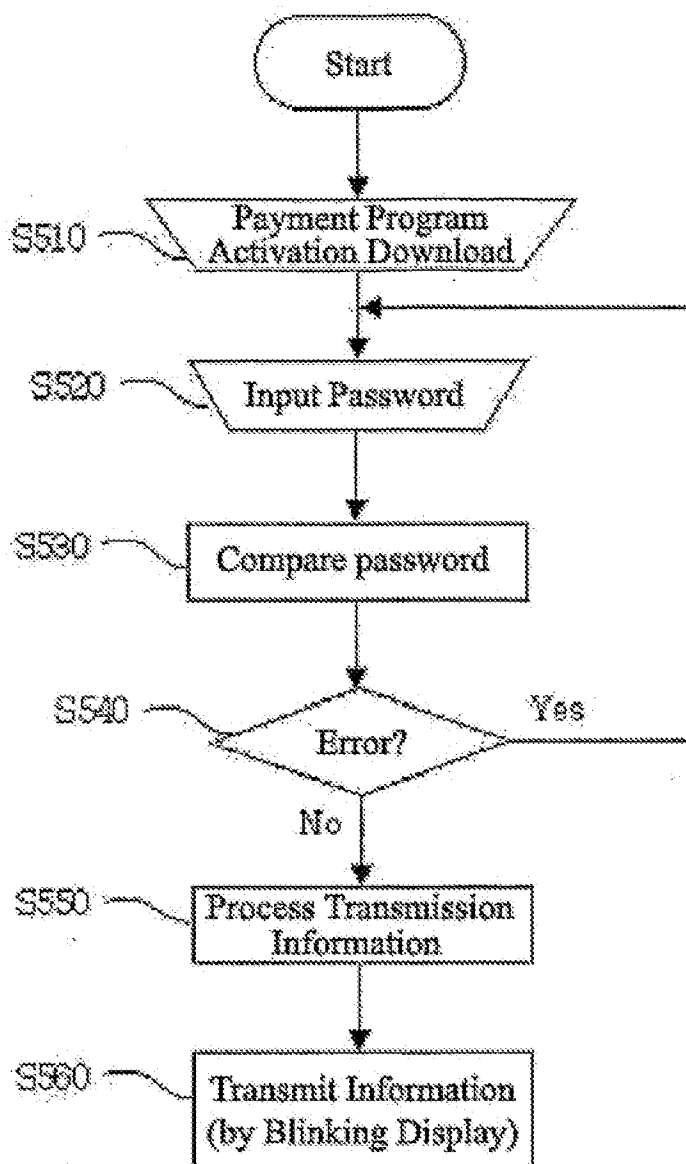 Start
S510
Payment Program
Activation Download
S520
Input Password
S530
Compare password
S540
Error?
Yes
No
S550
Process Transmission
Information
S560
Transmit Information
(by Blinking Display)